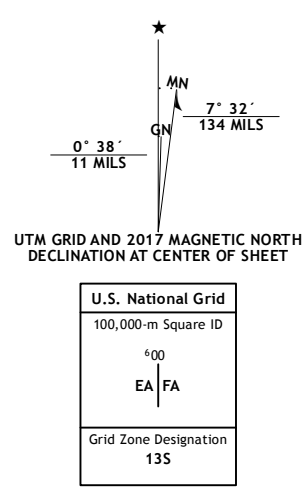 ★
MN
7° 32´
134 MILS
GN
0° 38´
11 MILS
UTM GRID AND 2017 MAGNETIC NORTH
DECLINATION AT CENTER OF SHEET
U.S. National Grid
100,000-m Square ID
⁶00
EA FA
Grid Zone Designation
13S